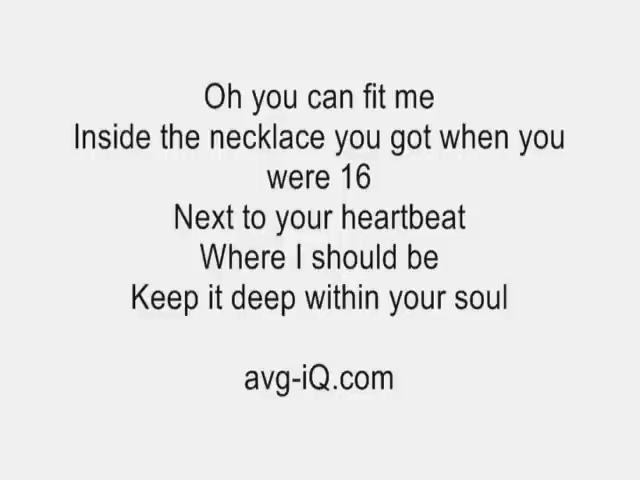 Oh you can fit me
Inside the necklace you got when you
were 16
Next to your heartbeat
Where I should be
Keep it deep within your soul
avg-iQ.com